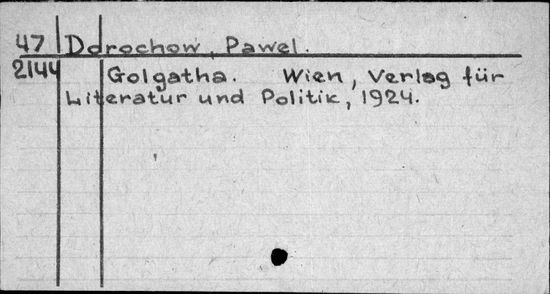 47 Dorochow, Pawel.
2144 Golgatha. Wien, Verlag für
Literatur und Politik, 1924.